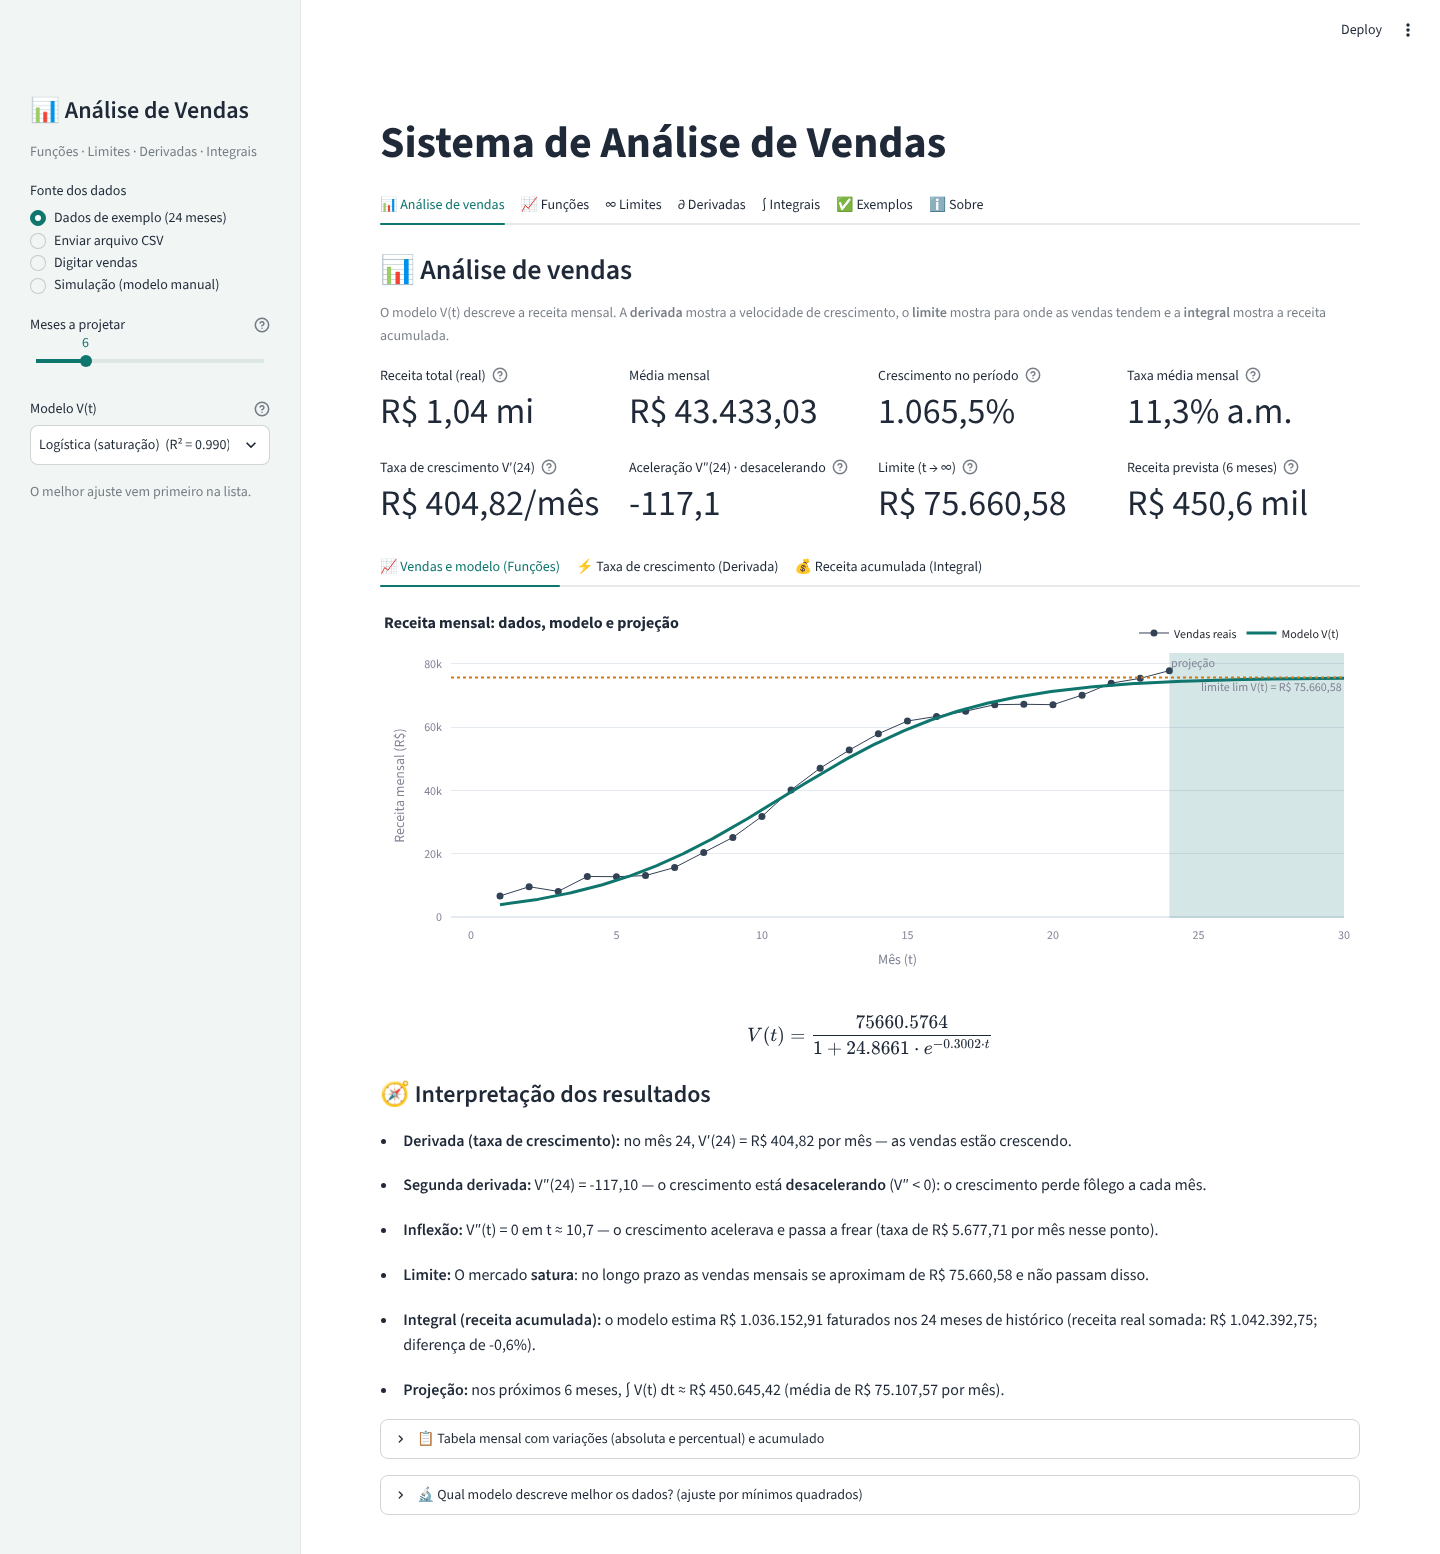 Deploy
📊 Análise de Vendas
Funções · Limites · Derivadas · Integrais
Fonte dos dados
Dados de exemplo (24 meses)
Enviar arquivo CSV
Digitar vendas
Simulação (modelo manual)
Meses a projetar
6
Modelo V(t)
Logística (saturação) (R² = 0.990)
O melhor ajuste vem primeiro na lista.
Sistema de Análise de Vendas
📊 Análise de vendas 📈 Funções ∞ Limites ∂ Derivadas ∫ Integrais ✅ Exemplos ℹ️ Sobre
📊 Análise de vendas
O modelo V(t) descreve a receita mensal. A derivada mostra a velocidade de crescimento, o limite mostra para onde as vendas tendem e a integral mostra a receita
acumulada.
Receita total (real) Média mensal Crescimento no período Taxa média mensal
R$ 1,04 mi R$ 43.433,03 1.065,5% 11,3% a.m.
Taxa de crescimento V′(24) Aceleração V″(24) · desacelerando Limite (t → ∞) Receita prevista (6 meses)
R$ 404,82/mês -117,1 R$ 75.660,58 R$ 450,6 mil
📈 Vendas e modelo (Funções) ⚡ Taxa de crescimento (Derivada) 💰 Receita acumulada (Integral)
Receita mensal: dados, modelo e projeção
Vendas reais Modelo V(t)
projeção
limite lim V(t) = R$ 75.660,58
80k
60k
40k
20k
0
Receita mensal (R$)
0 5 10 15 20 25 30
Mês (t)
V(t) = 75660.5764 / (1 + 24.8661 · e^(−0.3002·t))
🧭 Interpretação dos resultados
• Derivada (taxa de crescimento): no mês 24, V′(24) = R$ 404,82 por mês — as vendas estão crescendo.
• Segunda derivada: V″(24) = -117,10 — o crescimento está desacelerando (V″ < 0): o crescimento perde fôlego a cada mês.
• Inflexão: V″(t) = 0 em t ≈ 10,7 — o crescimento acelerava e passa a frear (taxa de R$ 5.677,71 por mês nesse ponto).
• Limite: O mercado satura: no longo prazo as vendas mensais se aproximam de R$ 75.660,58 e não passam disso.
• Integral (receita acumulada): o modelo estima R$ 1.036.152,91 faturados nos 24 meses de histórico (receita real somada: R$ 1.042.392,75;
diferença de -0,6%).
• Projeção: nos próximos 6 meses, ∫ V(t) dt ≈ R$ 450.645,42 (média de R$ 75.107,57 por mês).
📋 Tabela mensal com variações (absoluta e percentual) e acumulado
🔬 Qual modelo descreve melhor os dados? (ajuste por mínimos quadrados)